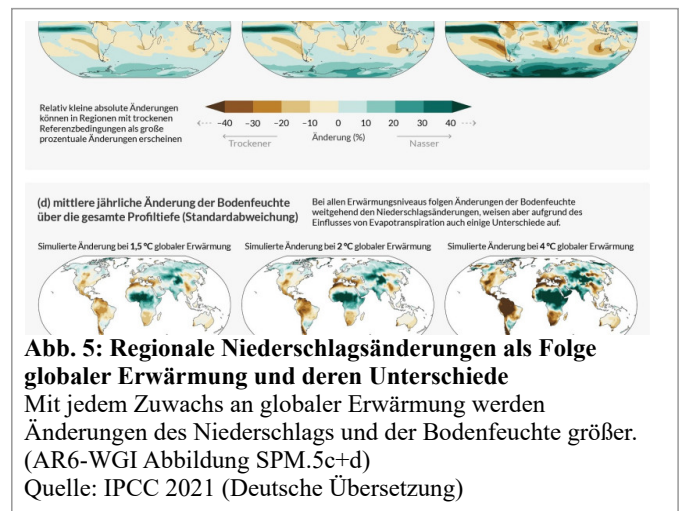 Relativ kleine absolute Änderungen
können in Regionen mit trockenen
Referenzbedingungen als große
prozentuale Änderungen erscheinen
-40 -30 -20 -10 0 10 20 30 40
Änderung (%)
Trockener Nasser
(d) mittlere jährliche Änderung der Bodenfeuchte
über die gesamte Profiltiefe (Standardabweichung)
Bei allen Erwärmungsniveaus folgen Änderungen der Bodenfeuchte
weitgehend den Niederschlagsänderungen, weisen aber aufgrund des
Einflusses von Evapotranspiration auch einige Unterschiede auf.
Simulierte Änderung bei 1,5 °C globaler Erwärmung
Simulierte Änderung bei 2 °C globaler Erwärmung
Simulierte Änderung bei 4 °C globaler Erwärmung
Abb. 5: Regionale Niederschlagsänderungen als Folge
globaler Erwärmung und deren Unterschiede
Mit jedem Zuwachs an globaler Erwärmung werden
Änderungen des Niederschlags und der Bodenfeuchte größer.
(AR6-WGI Abbildung SPM.5c+d)
Quelle: IPCC 2021 (Deutsche Übersetzung)